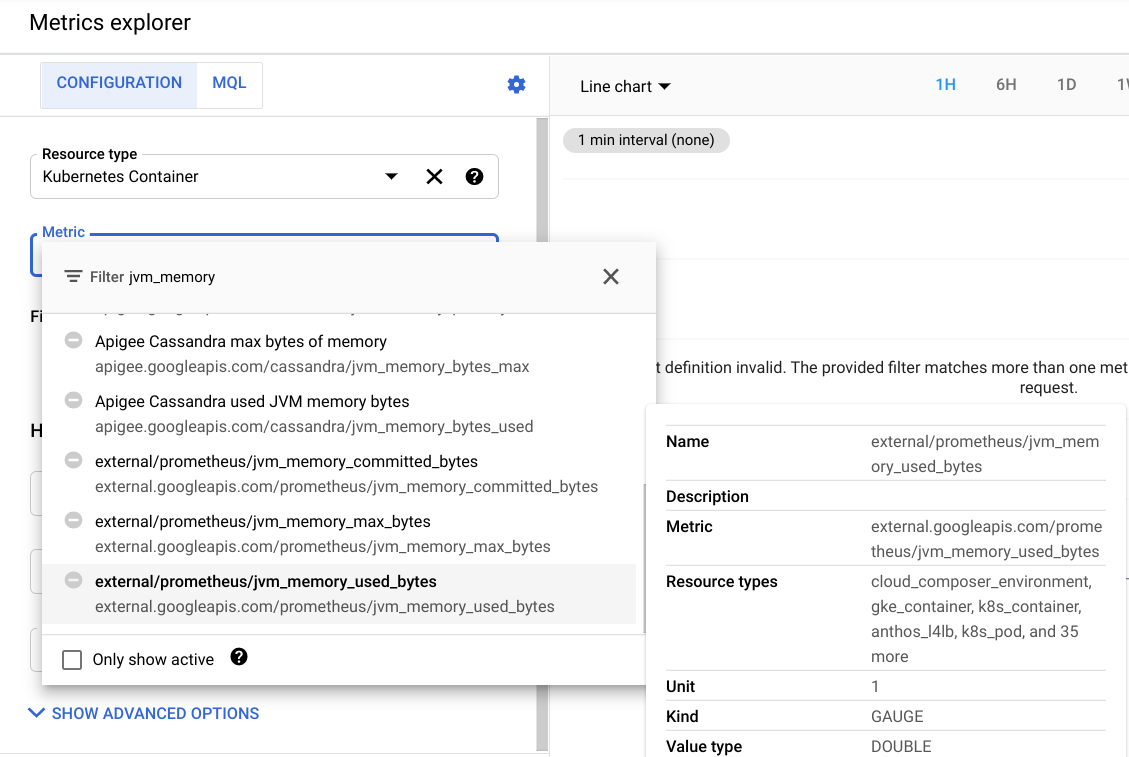 Metrics explorer
CONFIGURATION
MQL
Line chart
1H
6H
1D
1 min interval (none)
Resource type
Kubernetes Container
Metric
Filter jvm_memory
Apigee Cassandra max bytes of memory
apigee.googleapis.com/cassandra/jvm_memory_bytes_max
Apigee Cassandra used JVM memory bytes
apigee.googleapis.com/cassandra/jvm_memory_bytes_used
external/prometheus/jvm_memory_committed_bytes
external.googleapis.com/prometheus/jvm_memory_committed_bytes
external/prometheus/jvm_memory_max_bytes
external.googleapis.com/prometheus/jvm_memory_max_bytes
external/prometheus/jvm_memory_used_bytes
external.googleapis.com/prometheus/jvm_memory_used_bytes
Only show active
SHOW ADVANCED OPTIONS
t definition invalid. The provided filter matches more than one met
request.
Name
external/prometheus/jvm_mem
ory_used_bytes
Description
Metric
external.googleapis.com/prome
theus/jvm_memory_used_bytes
Resource types
cloud_composer_environment,
gke_container, k8s_container,
anthos_l4lb, k8s_pod, and 35
more
Unit
1
Kind
GAUGE
Value type
DOUBLE